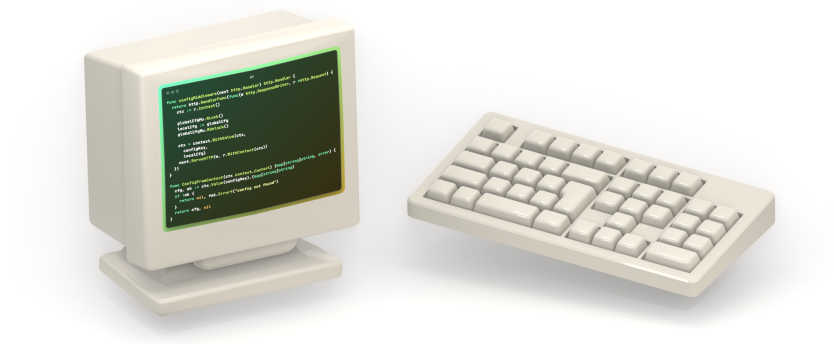 func configMiddleware(next http.Handler) http.Handler {
return http.HandlerFunc(func(w http.ResponseWriter, r *http.Request) {
ctx := r.Context()
globalCfgMu.RLock()
localCfg := globalCfg
globalCfgMu.RUnlock()
ctx = context.WithValue(ctx,
configKey,
localCfg)
next.ServeHTTP(w, r.WithContext(ctx))
})
}
func ConfigFromContext(ctx context.Context) (map[string]string, error) {
cfg, ok := ctx.Value(configKey).(map[string]string)
if !ok {
return nil, fmt.Errorf("config not found")
}
return cfg, nil
}